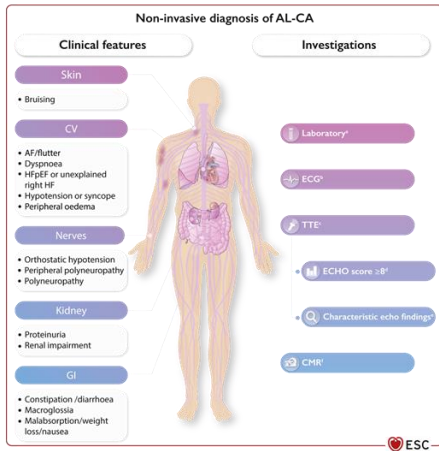 Non-invasive diagnosis of AL-CA
Clinical features
Skin
• Bruising
CV
• AF/flutter
• Dyspnoea
• HFpEF or unexplained
right HF
• Hypotension or syncope
• Peripheral oedema
Nerves
• Orthostatic hypotension
• Peripheral polyneuropathy
• Polyneuropathy
Kidney
• Proteinuria
• Renal impairment
GI
• Constipation /diarrhoea
• Macroglossia
• Malabsorption/weight
loss/nausea
Investigations
Laboratoryᵃ
ECGᵇ
TTEᶜ
ECHO score ≥8ᵈ
Characteristic echo findingsᵉ
CMRᶠ
ESC